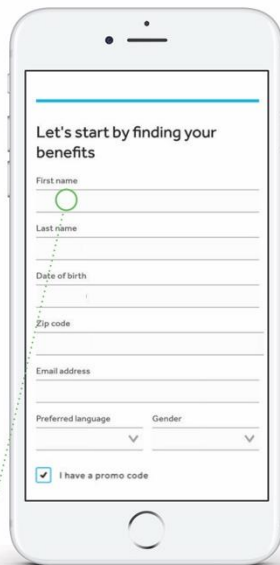 Let's start by finding your
benefits
First name
Last name
Date of birth
Zip code
Email address
Preferred language Gender
I have a promo code